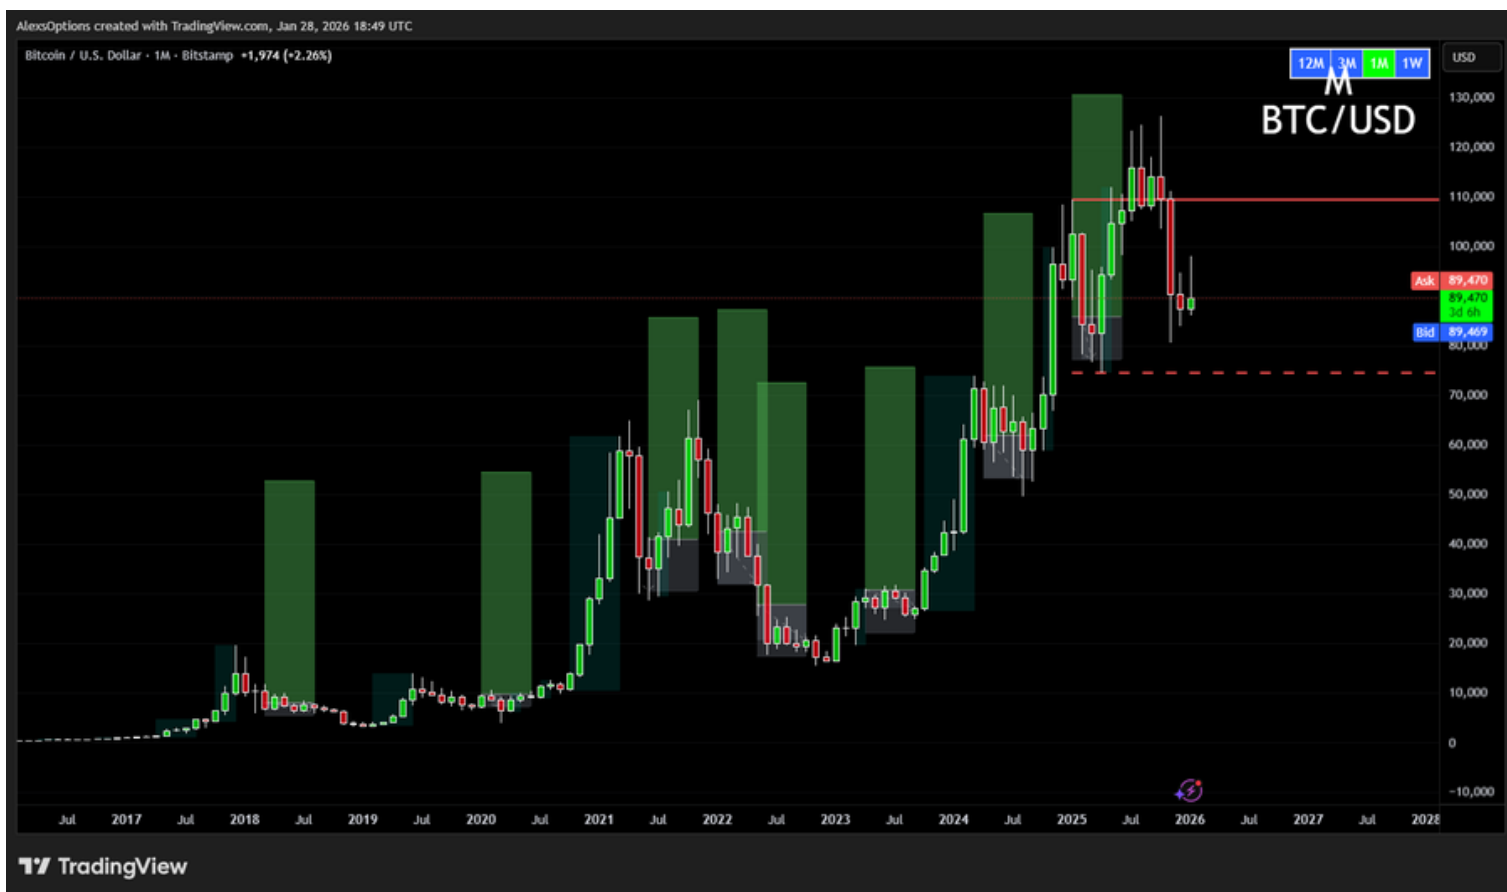 AlexsOptions created with TradingView.com, Jan 28, 2026 18:49 UTC
Bitcoin / U.S. Dollar · 1M · Bitstamp +1,974 (+2.26%)
12M 3M 1M 1W
USD
M
BTC/USD
130,000
120,000
110,000
100,000
Ask 89,470
89,470
3d 6h
Bid 89,469
80,000
70,000
60,000
50,000
40,000
30,000
20,000
10,000
0
-10,000
Jul 2017 Jul 2018 Jul 2019 Jul 2020 Jul 2021 Jul 2022 Jul 2023 Jul 2024 Jul 2025 Jul 2026 Jul 2027 Jul 2028
TradingView